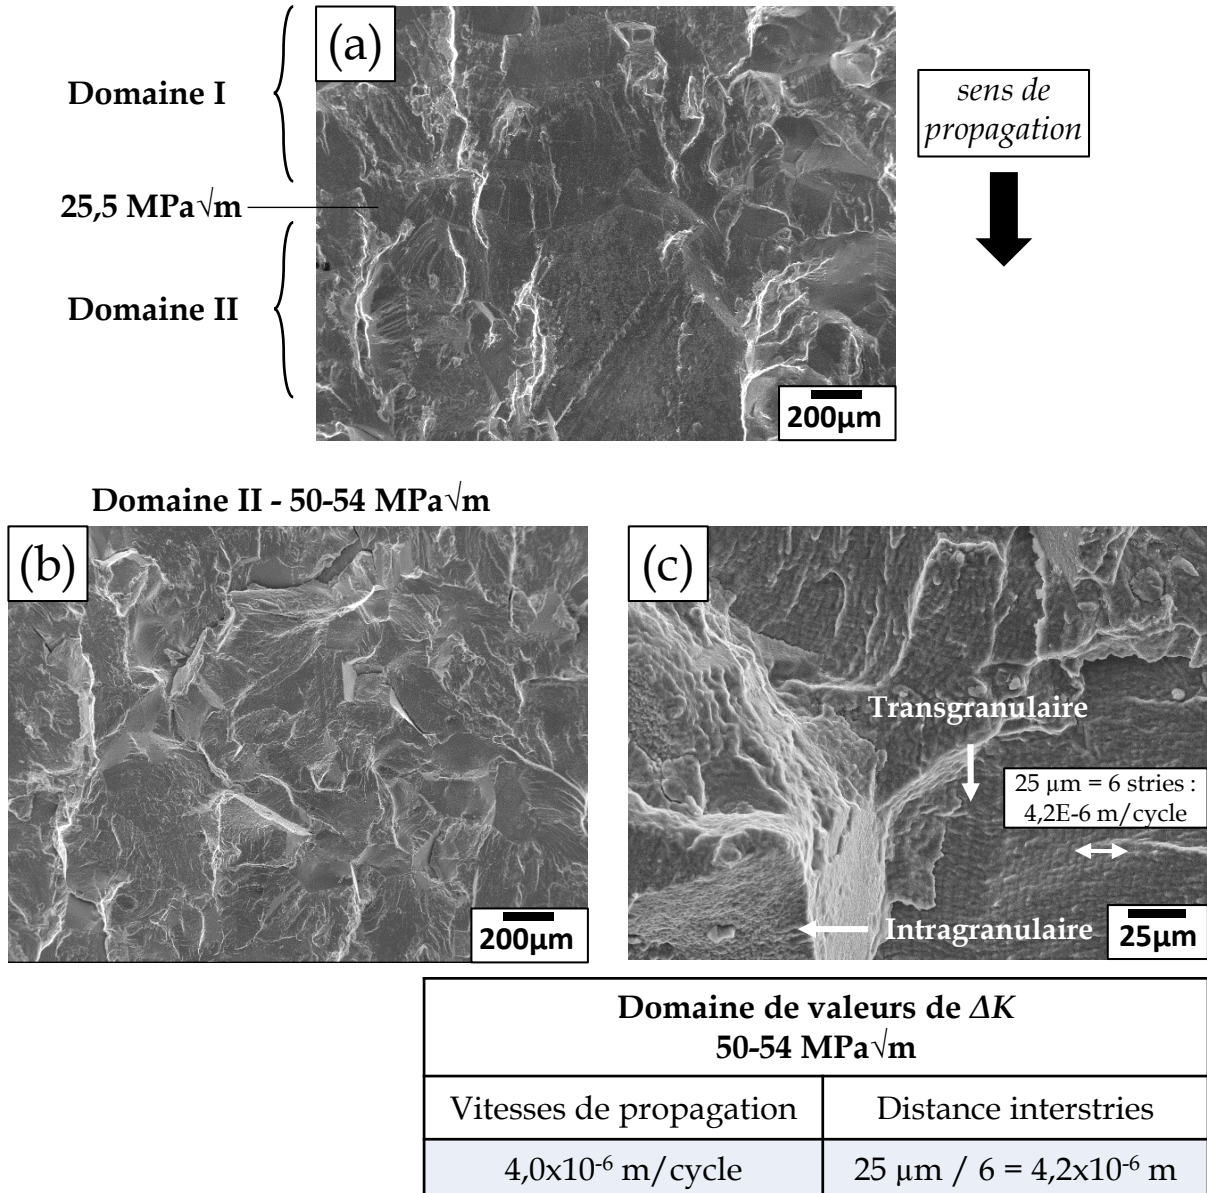 (a)
Domaine I
sens de
propagation
25,5 MPa√m
Domaine II
200µm
Domaine II - 50-54 MPa√m
(b)
(c)
Transgranulaire
25 µm = 6 stries :
4,2E-6 m/cycle
Intragranulaire
200µm
25µm
Domaine de valeurs de ΔK
50-54 MPa√m
Vitesses de propagation
Distance interstries
4,0x10⁻⁶ m/cycle
25 µm / 6 = 4,2x10⁻⁶ m